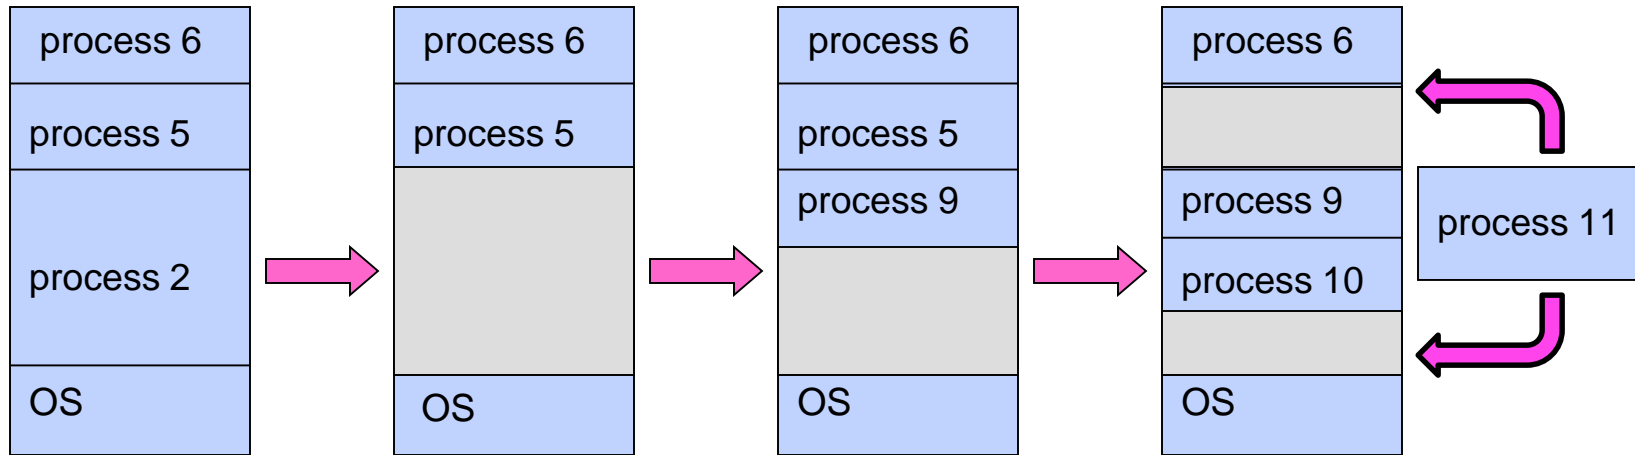 process 6
process 5
process 2
OS
process 6
process 5
OS
process 6
process 5
process 9
OS
process 6
process 9
process 10
OS
process 11